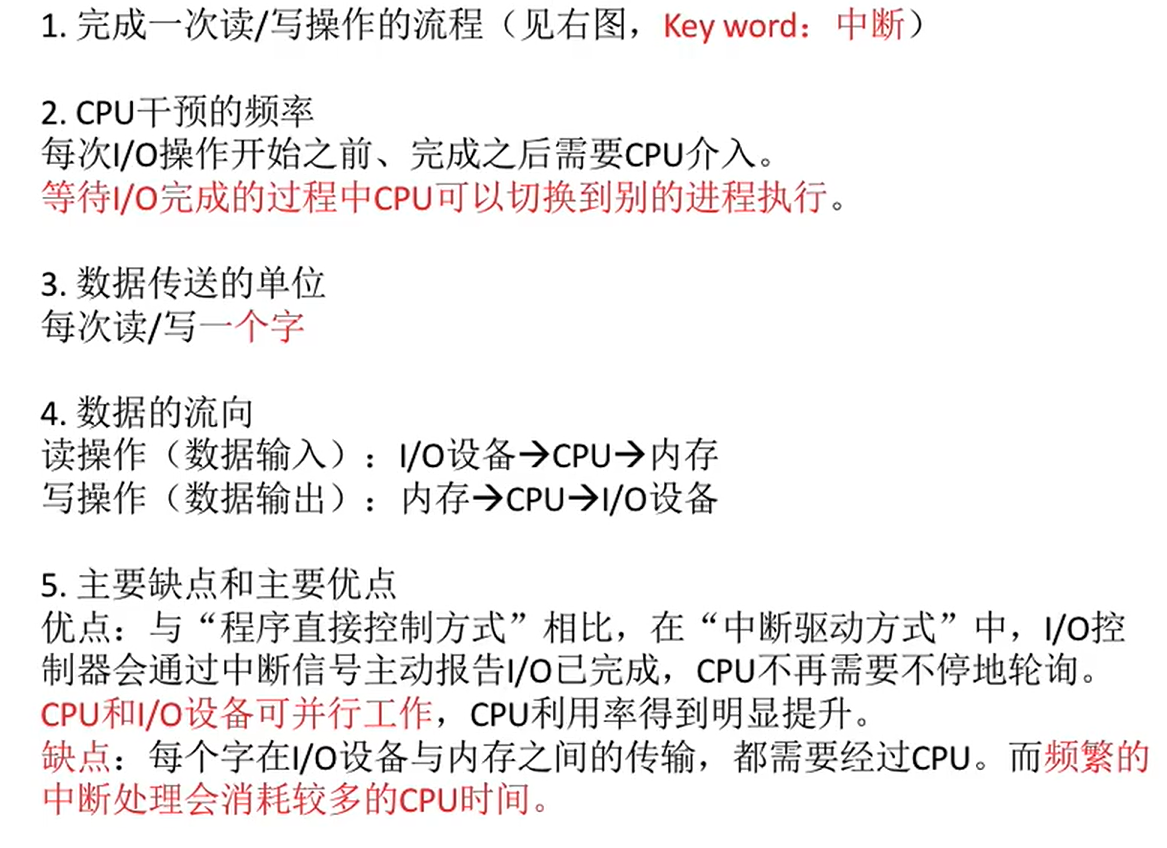 1. 完成一次读/写操作的流程（见右图，Key word：中断）
2. CPU干预的频率
每次I/O操作开始之前、完成之后需要CPU介入。
等待I/O完成的过程中CPU可以切换到别的进程执行。
3. 数据传送的单位
每次读/写一个字
4. 数据的流向
读操作（数据输入）：I/O设备→CPU→内存
写操作（数据输出）：内存→CPU→I/O设备
5. 主要缺点和主要优点
优点：与“程序直接控制方式”相比，在“中断驱动方式”中，I/O控
制器会通过中断信号主动报告I/O已完成，CPU不再需要不停地轮询。
CPU和I/O设备可并行工作，CPU利用率得到明显提升。
缺点：每个字在I/O设备与内存之间的传输，都需要经过CPU。而频繁的
中断处理会消耗较多的CPU时间。